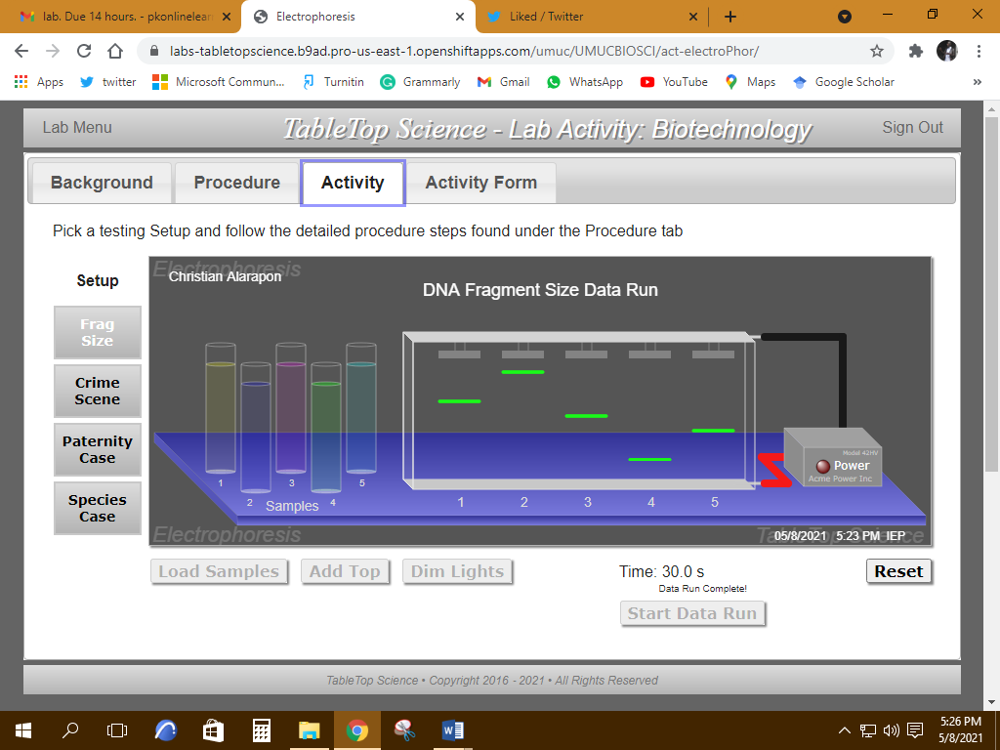 lab. Due 14 hours. - pkonlinelearn
Electrophoresis
Liked / Twitter
labs-tabletopscience.b9ad.pro-us-east-1.openshiftapps.com/umuc/UMUCBIOSCI/act-electroPhor/
Apps
twitter
Microsoft Commun...
Turnitin
Grammarly
Gmail
WhatsApp
YouTube
Maps
Google Scholar
»
Lab Menu
TableTop Science - Lab Activity: Biotechnology
Sign Out
Background
Procedure
Activity
Activity Form
Pick a testing Setup and follow the detailed procedure steps found under the Procedure tab
Setup
Frag
Size
Crime
Scene
Paternity
Case
Species
Case
Electrophoresis
Christian Alarapon
DNA Fragment Size Data Run
Model 42HV
Power
Acme Power Inc
1
2
3
4
5
Samples
1
2
3
4
5
Electrophoresis
TableTop Science
05/8/2021 5:23 PM IEP
Load Samples
Add Top
Dim Lights
Time: 30.0 s
Data Run Complete!
Start Data Run
Reset
TableTop Science • Copyright 2016 - 2021 • All Rights Reserved
5:26 PM
5/8/2021